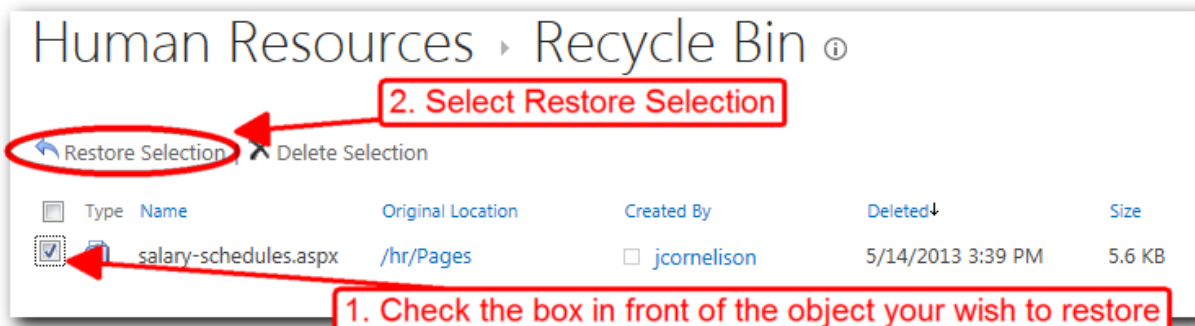 Human Resources ▸ Recycle Bin ⓘ
2. Select Restore Selection
Restore Selection | X Delete Selection
Type Name Original Location Created By Deleted↓ Size
salary-schedules.aspx /hr/Pages jcornelison 5/14/2013 3:39 PM 5.6 KB
1. Check the box in front of the object your wish to restore